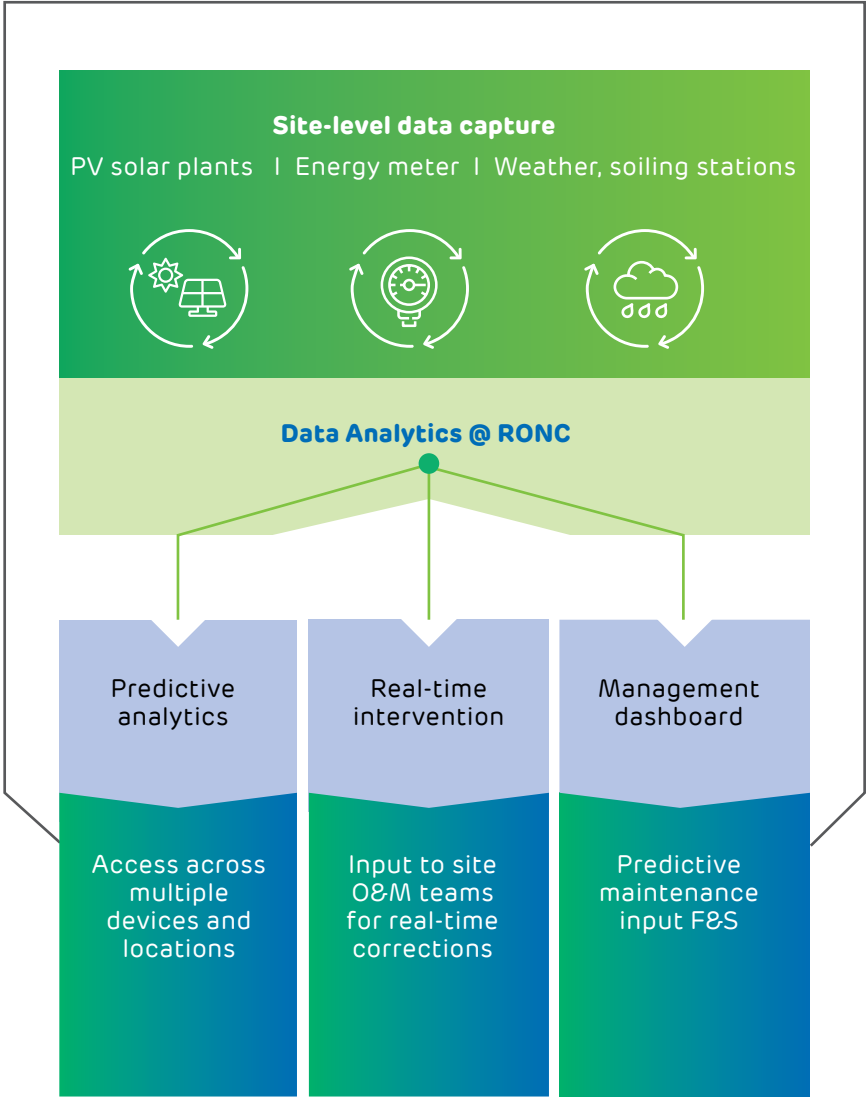 Site-level data capture
PV solar plants I Energy meter I Weather, soiling stations
Data Analytics @ RONC
Predictive
analytics
Real-time
intervention
Management
dashboard
Access across
multiple
devices and
locations
Input to site
O&M teams
for real-time
corrections
Predictive
maintenance
input F&S